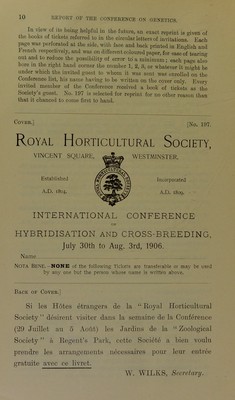 10 REPORT OF THE CONFERENCE ON GENETICS.
In view of its being helpful in the future, an exact reprint is given of
the books of tickets referred to in the circular letters of invitations. Each
page was perforated at the side, with face and back printed in English and
French respectively, and was on different coloured paper, for ease of tearing
out and to reduce the possibility of error to a minimum; each page also
bore in the right hand corner the number 1, 2, 3, or whatever it might be
under which the invited guest to whom it was sent was enrolled on the
Conference list, his name having to be written on the cover only. Every
invited member of the Conference received a book of tickets as the
Society's guest. No. 197 is selected for reprint for no other reason than
that it chanced to come first to hand.
COVER.] [No. 197.
ROYAL HORTICULTURAL SOCIETY,
VINCENT SQUARE, WESTMINSTER.
Established Incorporated
A.D. 1804. A.D. 1809.
INTERNATIONAL CONFERENCE
ON
HYBRIDISATION AND CROSS-BREEDING,
July 30th to Aug. 3rd, 1906.
Name
NOTA BENE.—NONE of the following Tickets are transferable or may be used
by any one but the person whose name is written above.
BACK OF COVER.]
Si les Hôtes étrangers de la "Royal Horticultural
Society" désirent visiter dans la semaine de la Conférence
(29 Juillet au 5 Août) les Jardins de la "Zoological
Society" à Regent's Park, cette Société a bien voulu
prendre les arrangements nécessaires pour leur entrée
gratuite avec ce livret.
W. WILKS, Secretary.